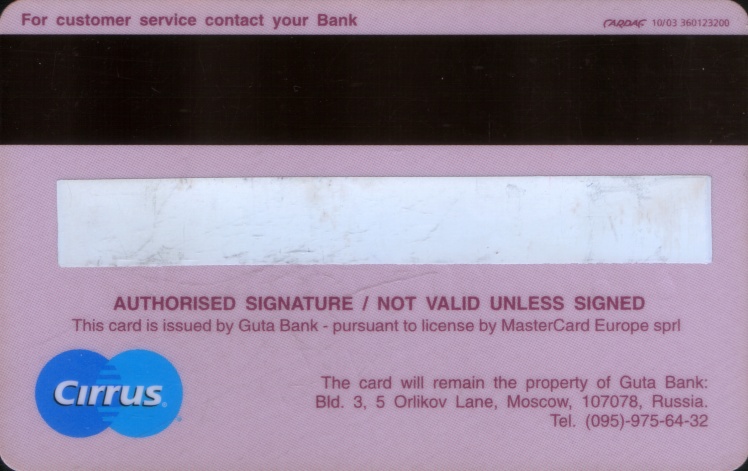 For customer service contact your Bank
CARDAG 10/03 360123200
AUTHORISED SIGNATURE / NOT VALID UNLESS SIGNED
This card is issued by Guta Bank - pursuant to license by MasterCard Europe sprl
Cirrus
The card will remain the property of Guta Bank:
Bld. 3, 5 Orlikov Lane, Moscow, 107078, Russia.
Tel. (095)-975-64-32